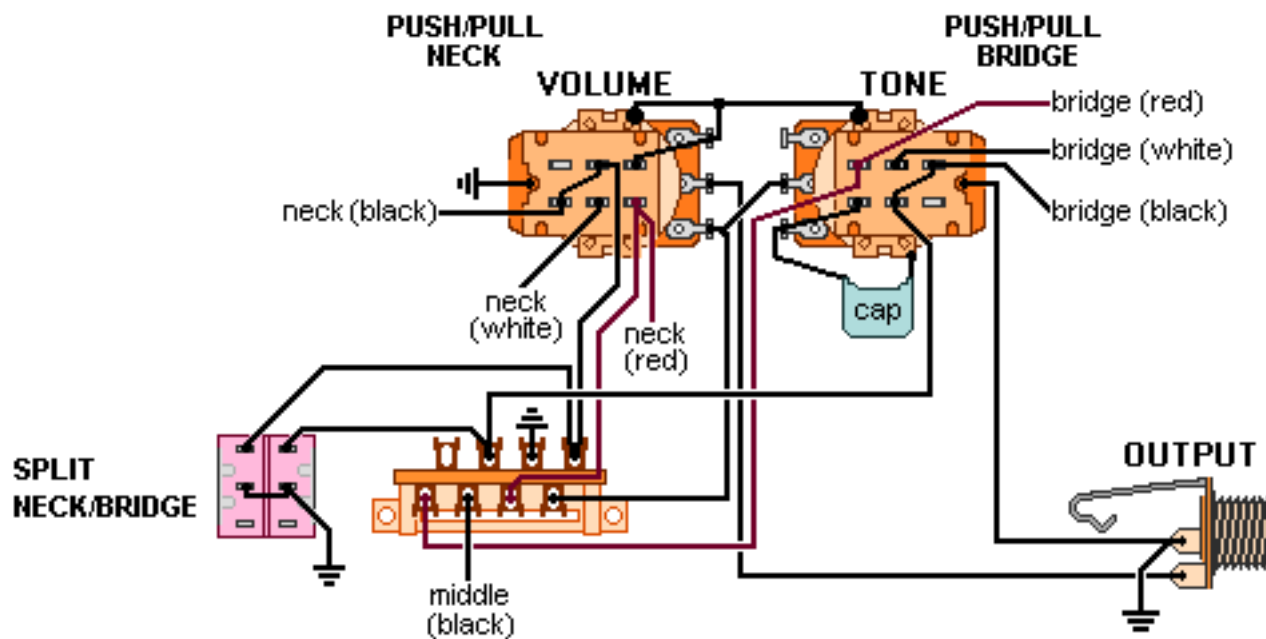 PUSH/PULL
NECK
PUSH/PULL
BRIDGE
VOLUME
TONE
bridge (red)
bridge (white)
neck (black)
bridge (black)
neck
(white)
neck
(red)
cap
SPLIT
NECK/BRIDGE
OUTPUT
middle
(black)